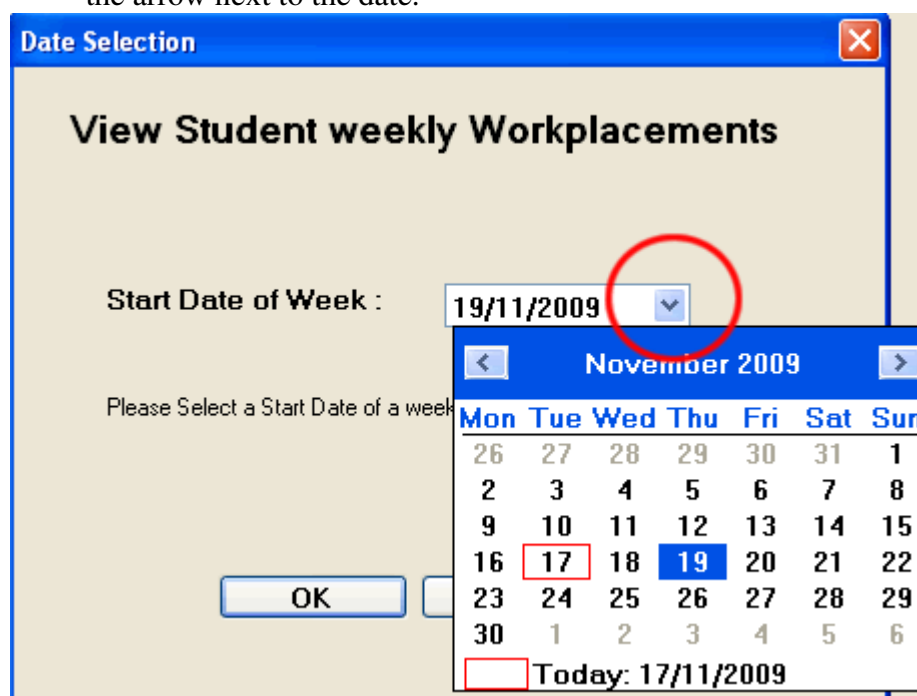 the arrow next to the date.
Date Selection
View Student weekly Workplacements
Start Date of Week :
19/11/2009
November 2009
Please Select a Start Date of a week
Mon Tue Wed Thu Fri Sat Sun
26 27 28 29 30 31 1
2 3 4 5 6 7 8
9 10 11 12 13 14 15
16 17 18 19 20 21 22
23 24 25 26 27 28 29
30 1 2 3 4 5 6
Today: 17/11/2009
OK